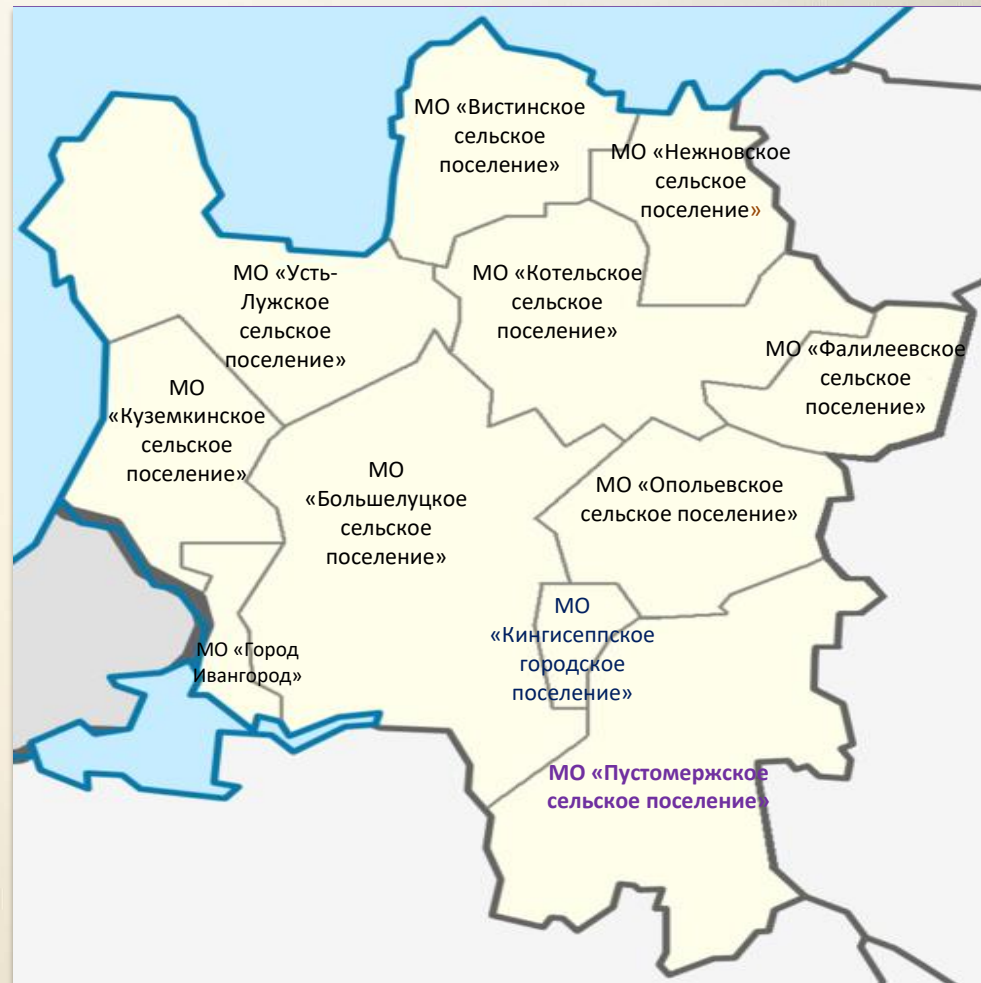 МО «Вистинское
сельское
поселение»
МО «Нежновское
сельское
поселение»
МО «Усть-
Лужское
сельское
поселение»
МО «Котельское
сельское
поселение»
МО «Фалилеевское
сельское
поселение»
МО
«Куземкинское
сельское
поселение»
МО
«Большелуцкое
сельское
поселение»
МО «Опольевское
сельское поселение»
МО
«Кингисеппское
городское
поселение»
МО «Город
Ивангород»
МО «Пустомержское
сельское поселение»